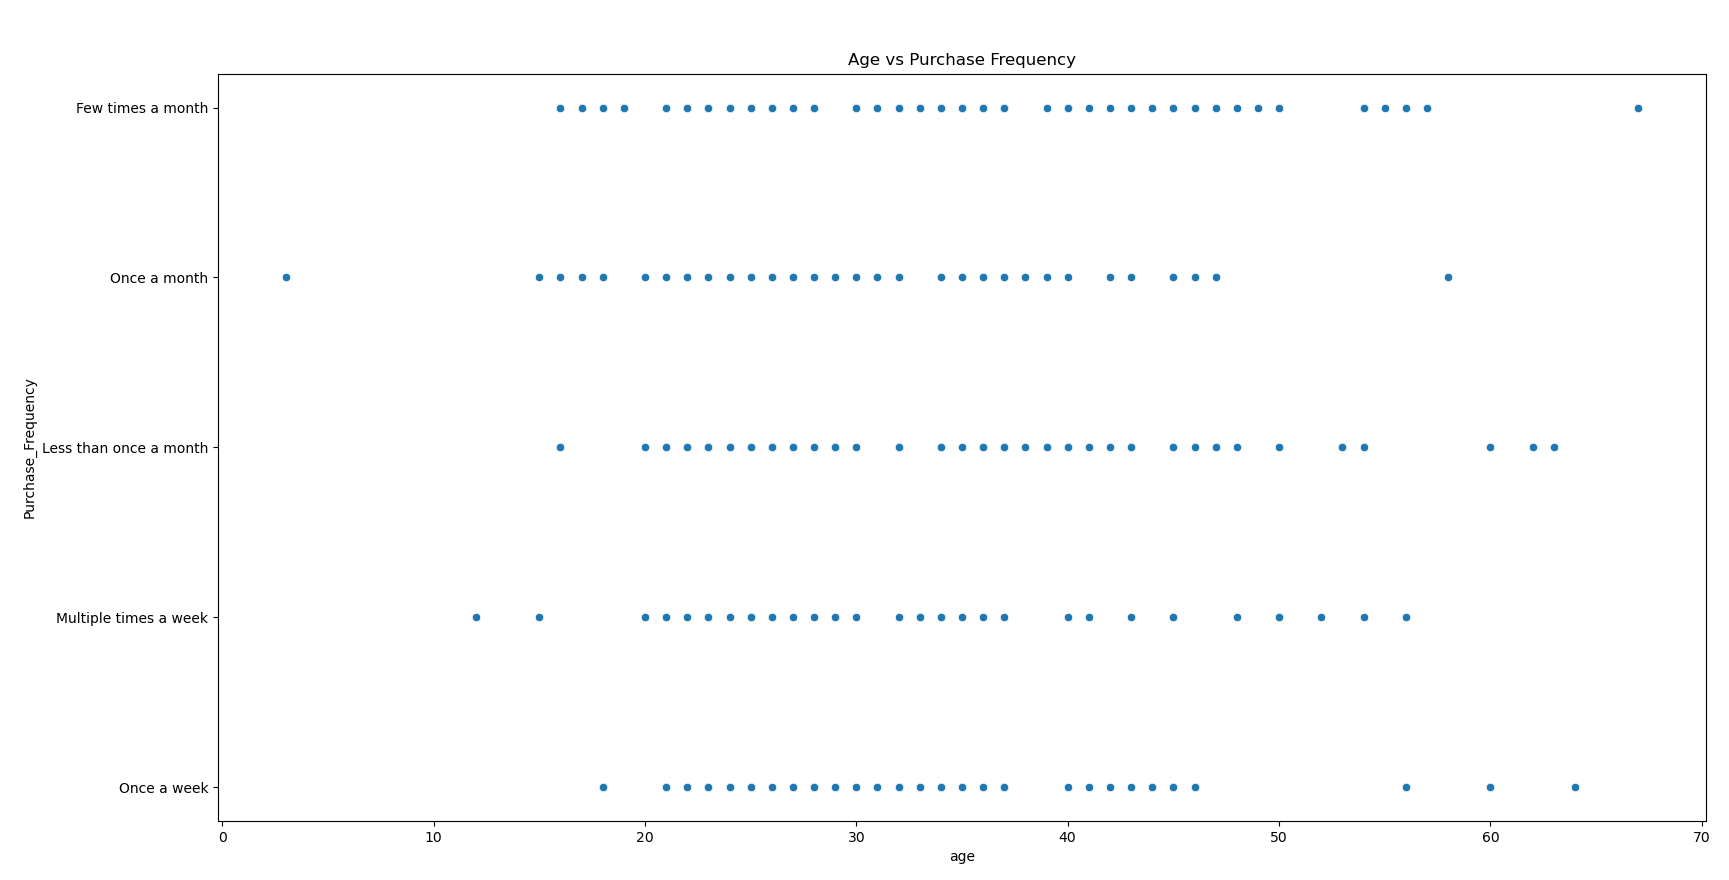 Age vs Purchase Frequency
Purchase_Frequency
Few times a month
Once a month
Less than once a month
Multiple times a week
Once a week
0 10 20 30 40 50 60 70
age